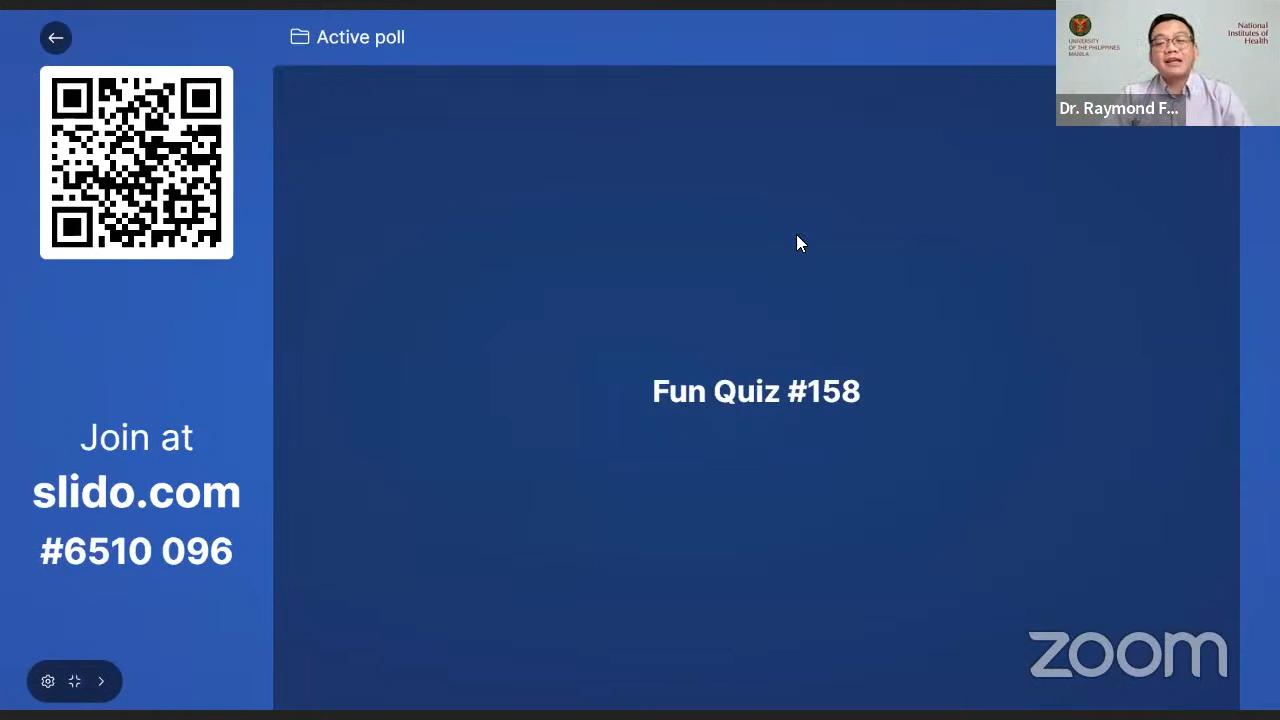 Active poll
UNIVERSITY
OF THE PHILIPPINES
MANILA
National
Institutes of
Health
Dr. Raymond F...
Fun Quiz #158
Join at
slido.com
#6510 096
zoom